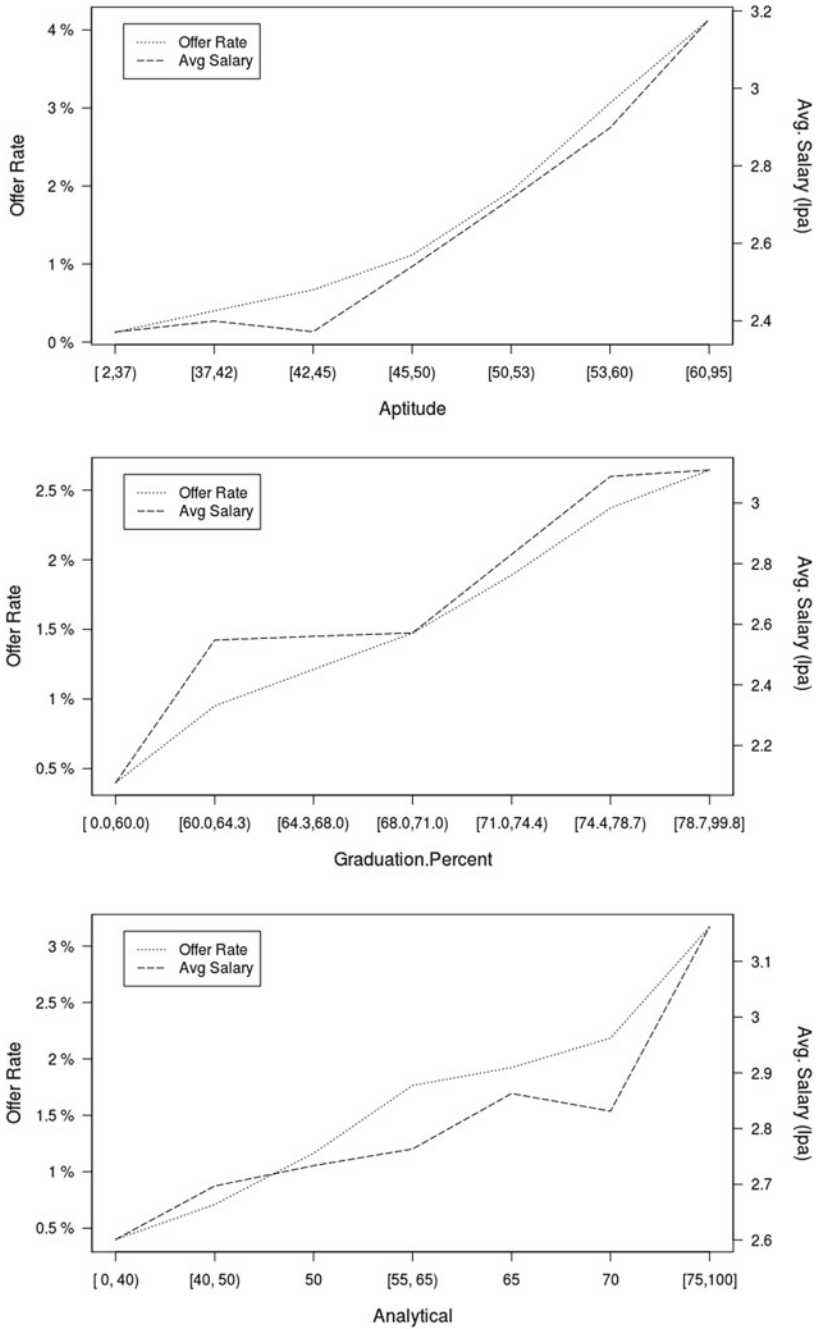 Offer Rate
Avg Salary
4 %
3 %
2 %
1 %
0 %
Offer Rate
3.2
3
2.8
2.6
2.4
Avg. Salary (lpa)
[ 2,37) [37,42) [42,45) [45,50) [50,53) [53,60) [60,95]
Aptitude
Offer Rate
Avg Salary
2.5 %
2 %
1.5 %
1 %
0.5 %
Offer Rate
3
2.8
2.6
2.4
2.2
Avg. Salary (lpa)
[ 0.0,60.0) [60.0,64.3) [64.3,68.0) [68.0,71.0) [71.0,74.4) [74.4,78.7) [78.7,99.8]
Graduation.Percent
Offer Rate
Avg Salary
3 %
2.5 %
2 %
1.5 %
1 %
0.5 %
Offer Rate
3.1
3
2.9
2.8
2.7
2.6
Avg. Salary (lpa)
[ 0, 40) [40, 50) 50 [55, 65) 65 70 [75,100]
Analytical